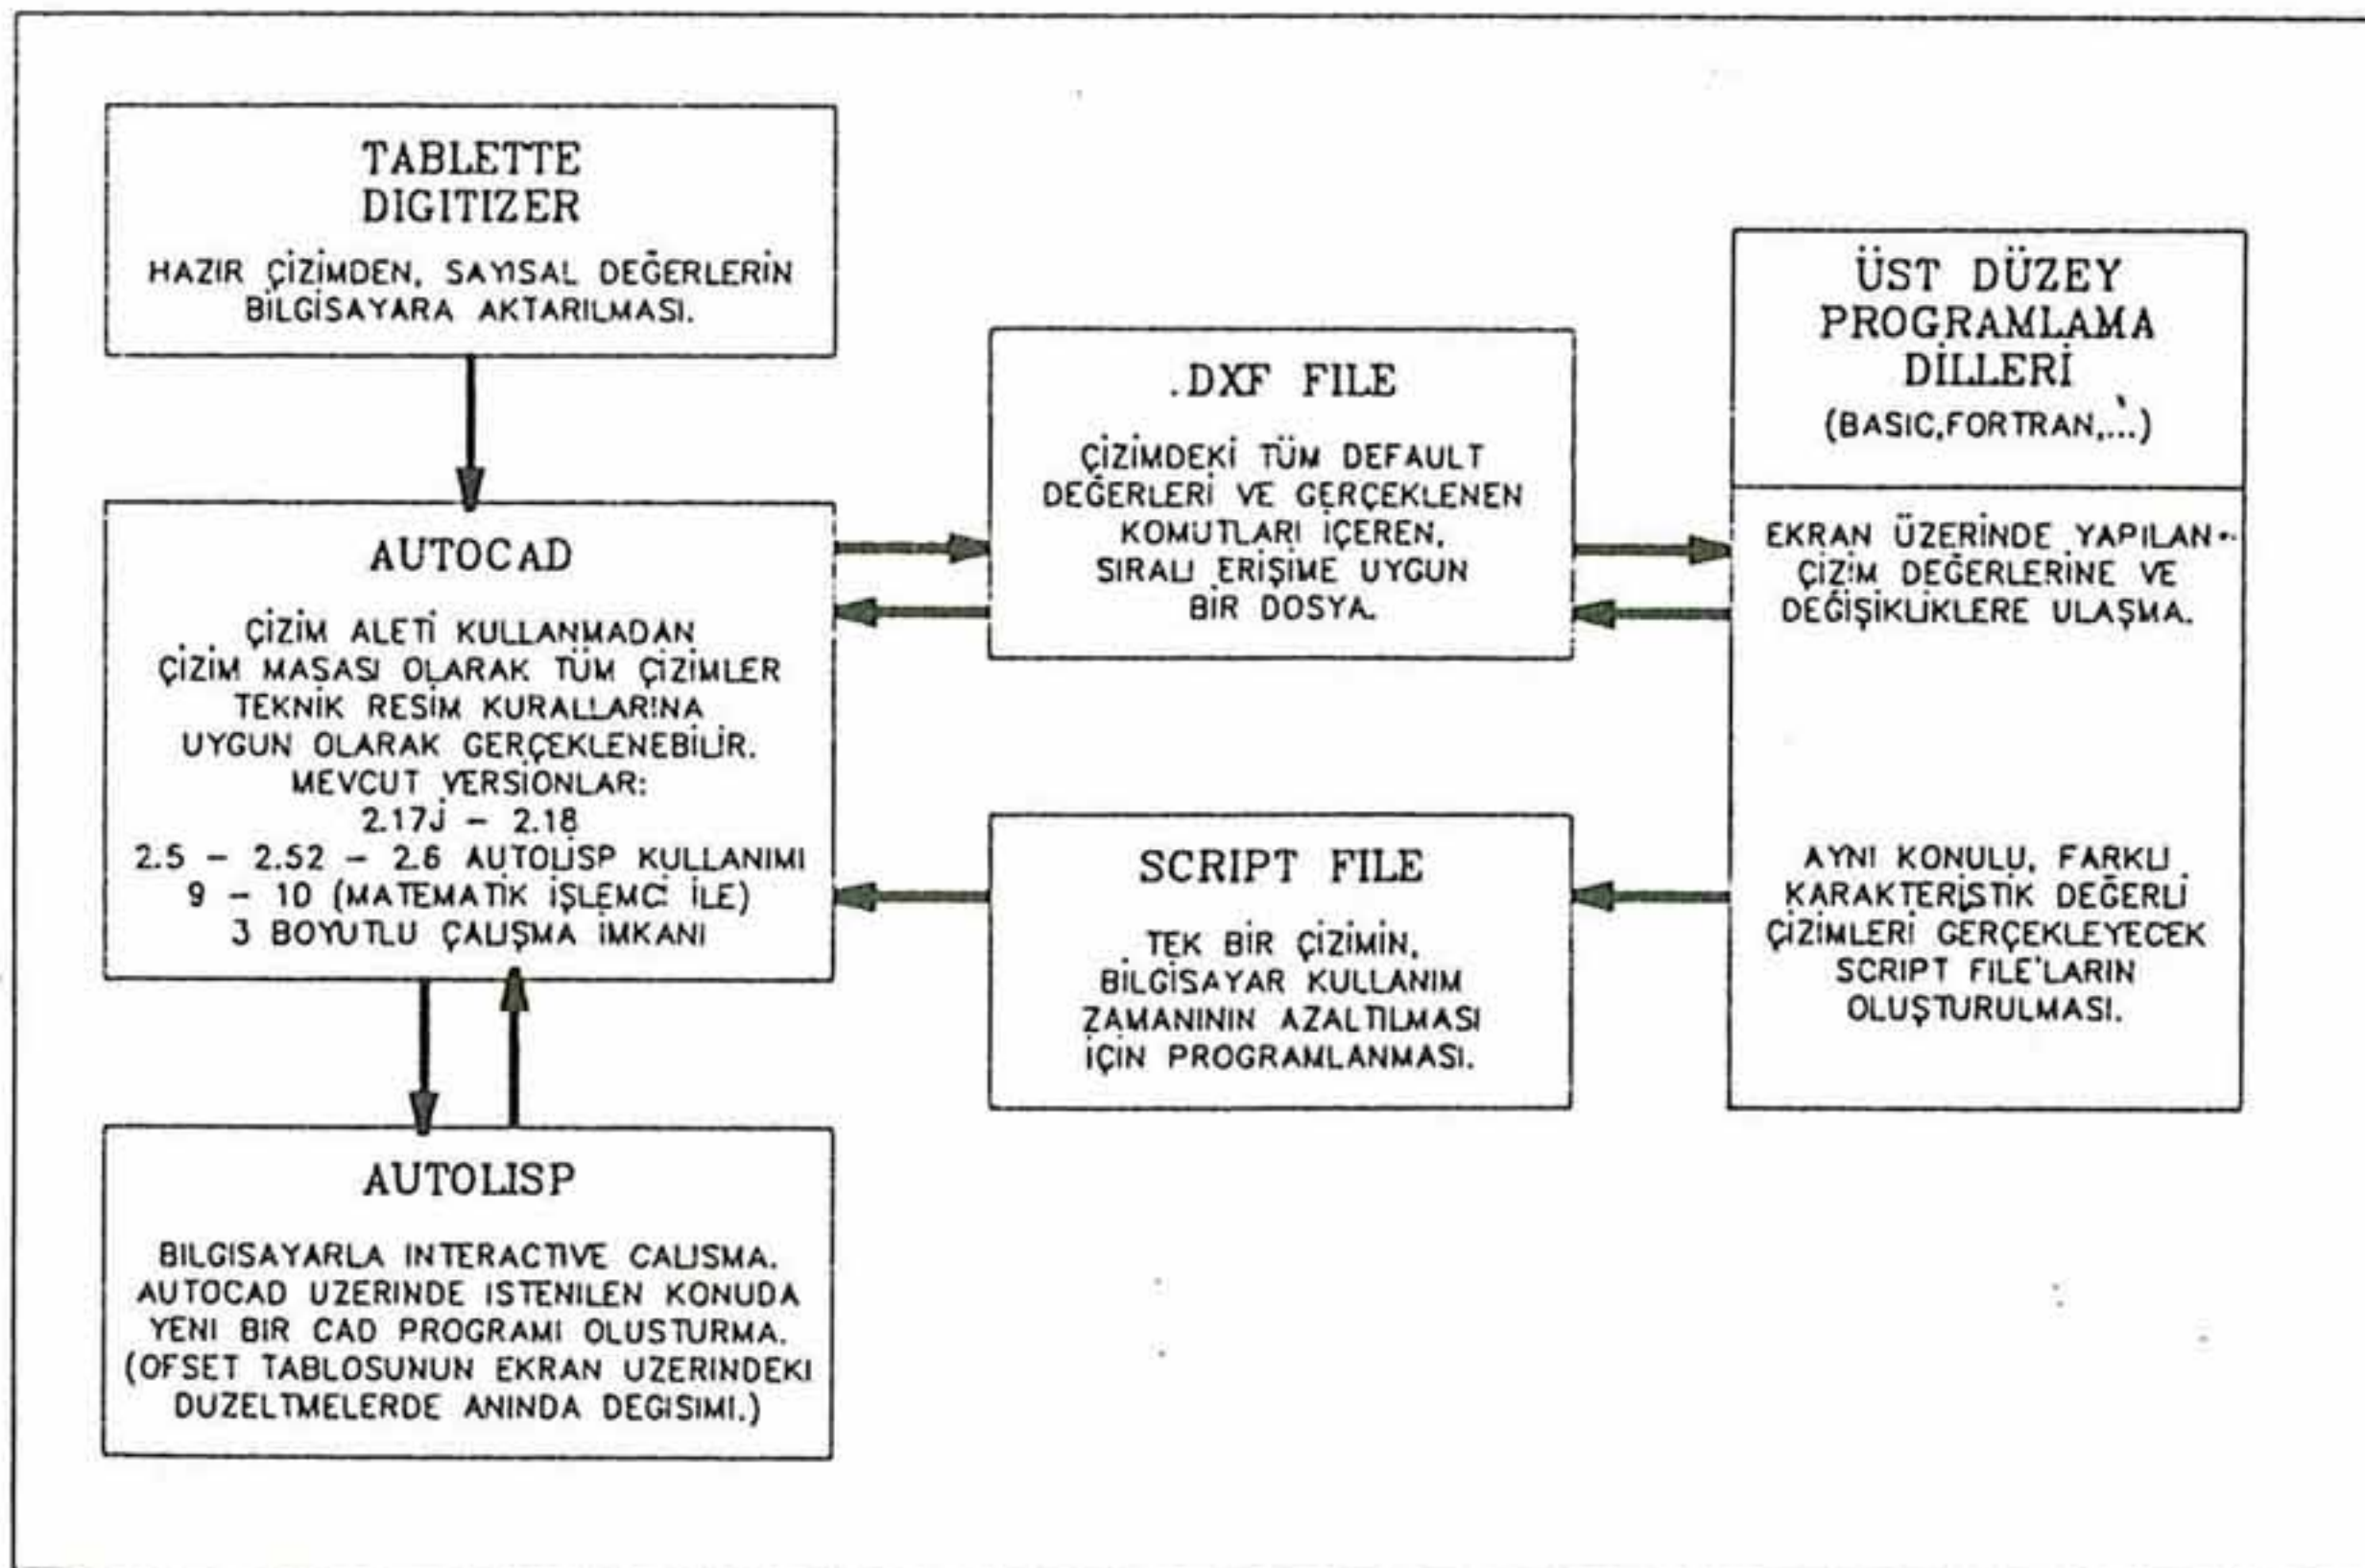 TABLETTE
DIGITIZER
HAZIR ÇİZİMDEN, SAYISAL DEĞERLERİN
BİLGİSAYARA AKTARILMASI.
AUTOCAD
ÇİZİM ALETİ KULLANMADAN
ÇİZİM MASASI OLARAK TÜM ÇİZİMLER
TEKNİK RESİM KURALLARINA
UYGUN OLARAK GERÇEKLENEBİLİR.
MEVCUT VERSİONLAR:
2.17J – 2.18
2.5 – 2.52 – 2.6 AUTOLİSP KULLANIMI
9 – 10 (MATEMATİK İŞLEMCİ İLE)
3 BOYUTLU ÇALIŞMA İMKANI
AUTOLISP
BILGISAYARLA INTERACTIVE CALISMA.
AUTOCAD UZERINDE ISTENILEN KONUDA
YENI BIR CAD PROGRAMI OLUSTURMA.
(OFSET TABLOSUNUN EKRAN UZERINDEKI
DUZELTMELERDE ANINDA DEGISIMI.)
.DXF FILE
ÇİZİMDEKİ TÜM DEFAULT
DEĞERLERİ VE GERÇEKLENEN
KOMUTLARI İÇEREN,
SIRALI ERİŞİME UYGUN
BİR DOSYA.
SCRIPT FILE
TEK BİR ÇİZİMİN,
BİLGİSAYAR KULLANIM
ZAMANININ AZALTILMASI
İÇİN PROGRAMLANMASI.
ÜST DÜZEY
PROGRAMLAMA
DİLLERİ
(BASIC,FORTRAN,...)
EKRAN ÜZERİNDE YAPILAN
ÇİZİM DEĞERLERİNE VE
DEĞİŞİKLİKLERE ULAŞMA.
AYNI KONULU, FARKLI
KARAKTERİSTİK DEĞERLİ
ÇİZİMLERİ GERÇEKLEYECEK
SCRIPT FILE'LARIN
OLUŞTURULMASI.